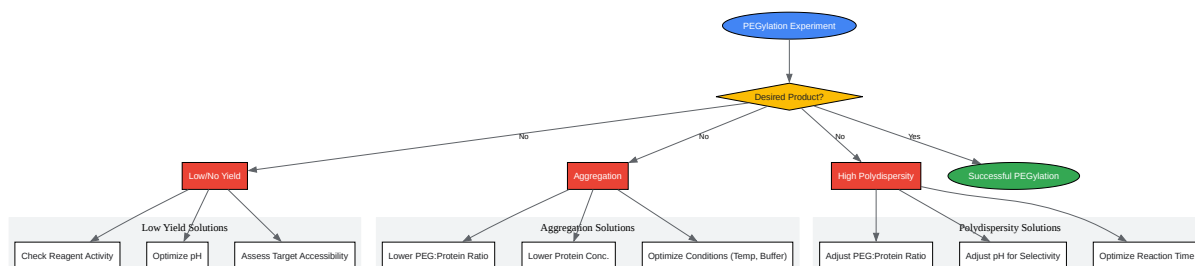 PEGylation Experiment
Desired Product?
No
No
No
Yes
Low/No Yield
Aggregation
High Polydispersity
Successful PEGylation
Low Yield Solutions
Aggregation Solutions
Polydispersity Solutions
Check Reagent Activity
Optimize pH
Assess Target Accessibility
Lower PEG:Protein Ratio
Lower Protein Conc.
Optimize Conditions (Temp, Buffer)
Adjust PEG:Protein Ratio
Adjust pH for Selectivity
Optimize Reaction Time